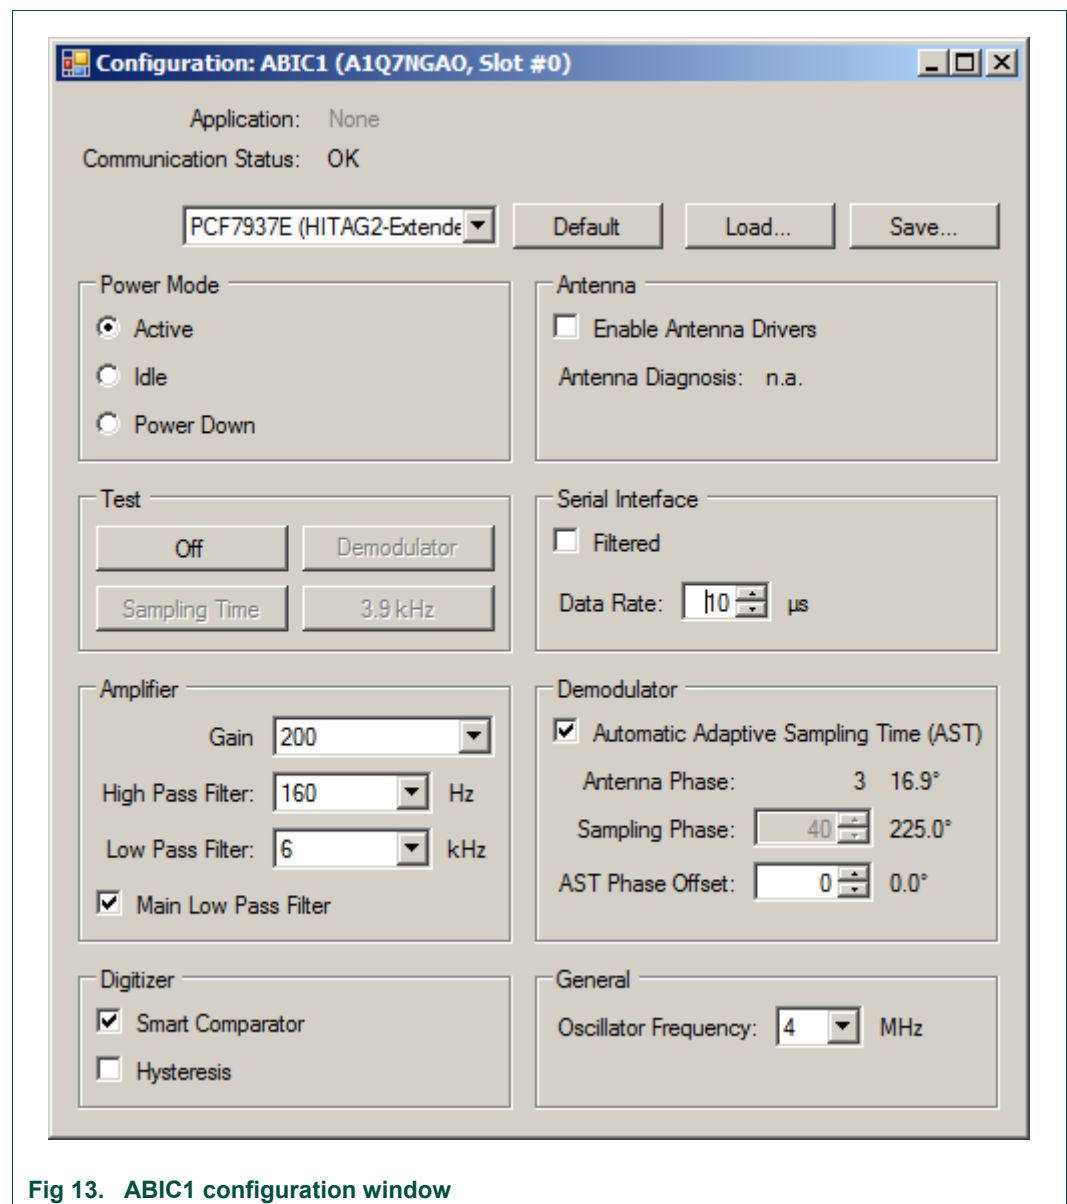 Configuration: ABIC1 (A1Q7NGAO, Slot #0)
Application: None
Communication Status: OK
PCF7937E (HITAG2-Extende Default Load... Save...
Power Mode
Active
Idle
Power Down
Antenna
Enable Antenna Drivers
Antenna Diagnosis: n.a.
Test
Off Demodulator
Sampling Time 3.9 kHz
Serial Interface
Filtered
Data Rate: 10 µs
Amplifier
Gain 200
High Pass Filter: 160 Hz
Low Pass Filter: 6 kHz
Main Low Pass Filter
Demodulator
Automatic Adaptive Sampling Time (AST)
Antenna Phase: 3 16.9°
Sampling Phase: 40 225.0°
AST Phase Offset: 0 0.0°
Digitizer
Smart Comparator
Hysteresis
General
Oscillator Frequency: 4 MHz
Fig 13. ABIC1 configuration window